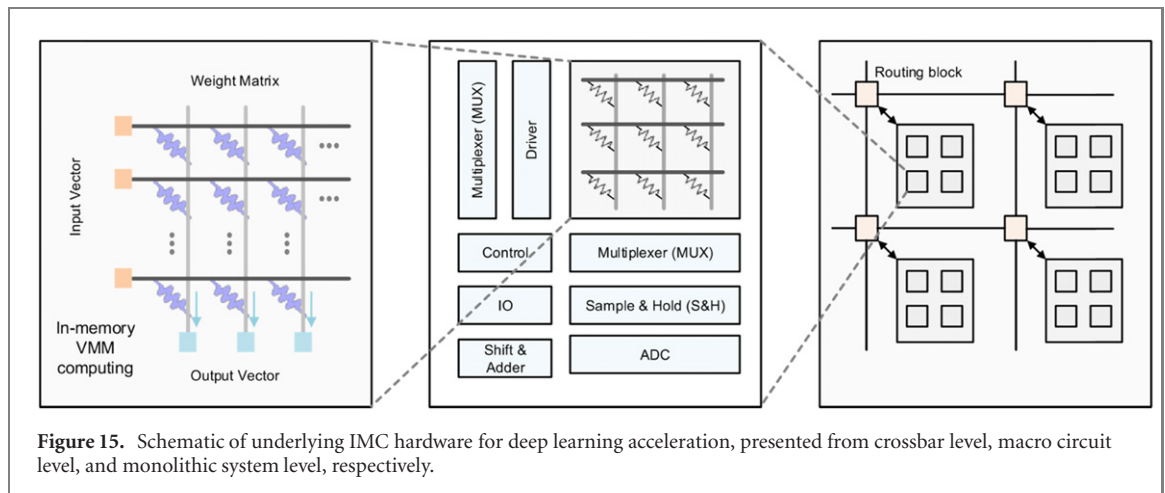 Weight Matrix
Input Vector
In-memory
VMM
computing
Output Vector
Multiplexer (MUX)
Driver
Control
Multiplexer (MUX)
IO
Sample & Hold (S&H)
Shift &
Adder
ADC
Routing block
Figure 15. Schematic of underlying IMC hardware for deep learning acceleration, presented from crossbar level, macro circuit
level, and monolithic system level, respectively.